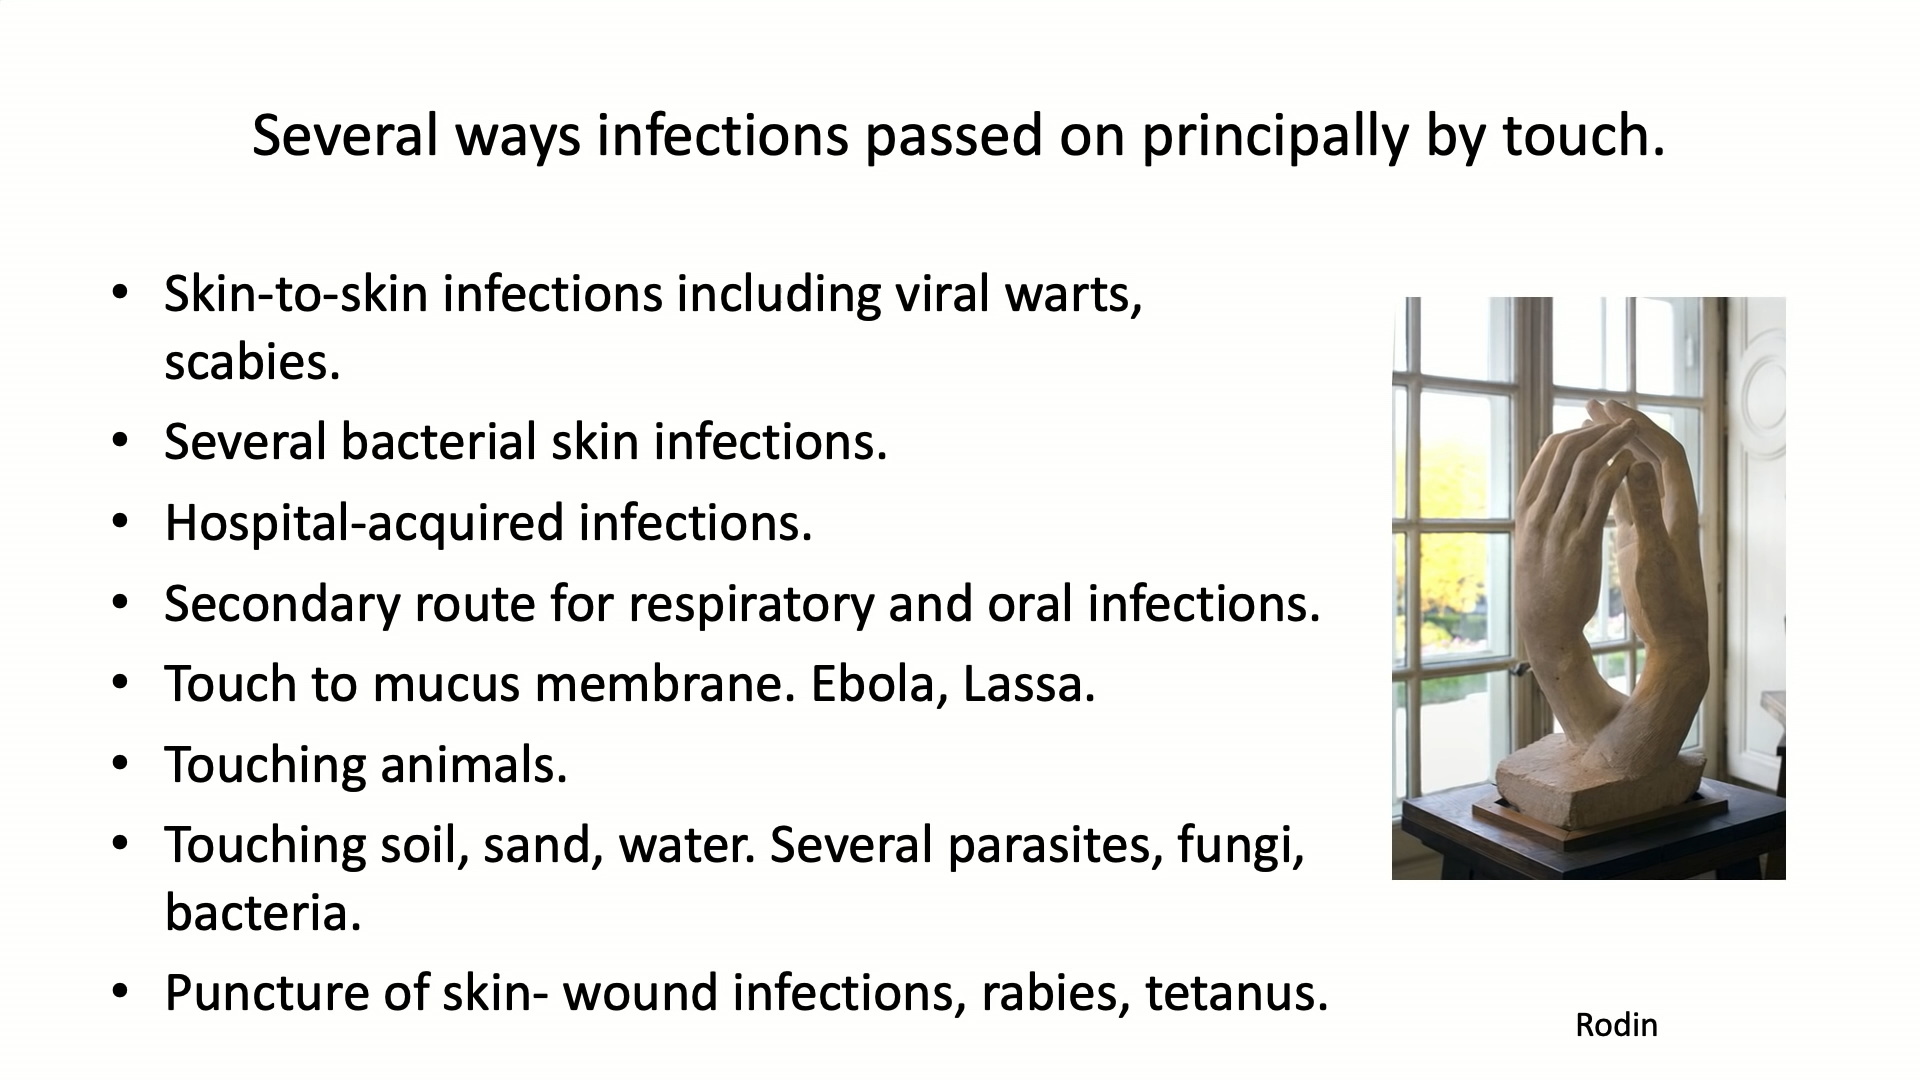 Several ways infections passed on principally by touch.
• Skin-to-skin infections including viral warts,
scabies.
• Several bacterial skin infections.
• Hospital-acquired infections.
• Secondary route for respiratory and oral infections.
• Touch to mucus membrane. Ebola, Lassa.
• Touching animals.
• Touching soil, sand, water. Several parasites, fungi,
bacteria.
• Puncture of skin- wound infections, rabies, tetanus.
Rodin